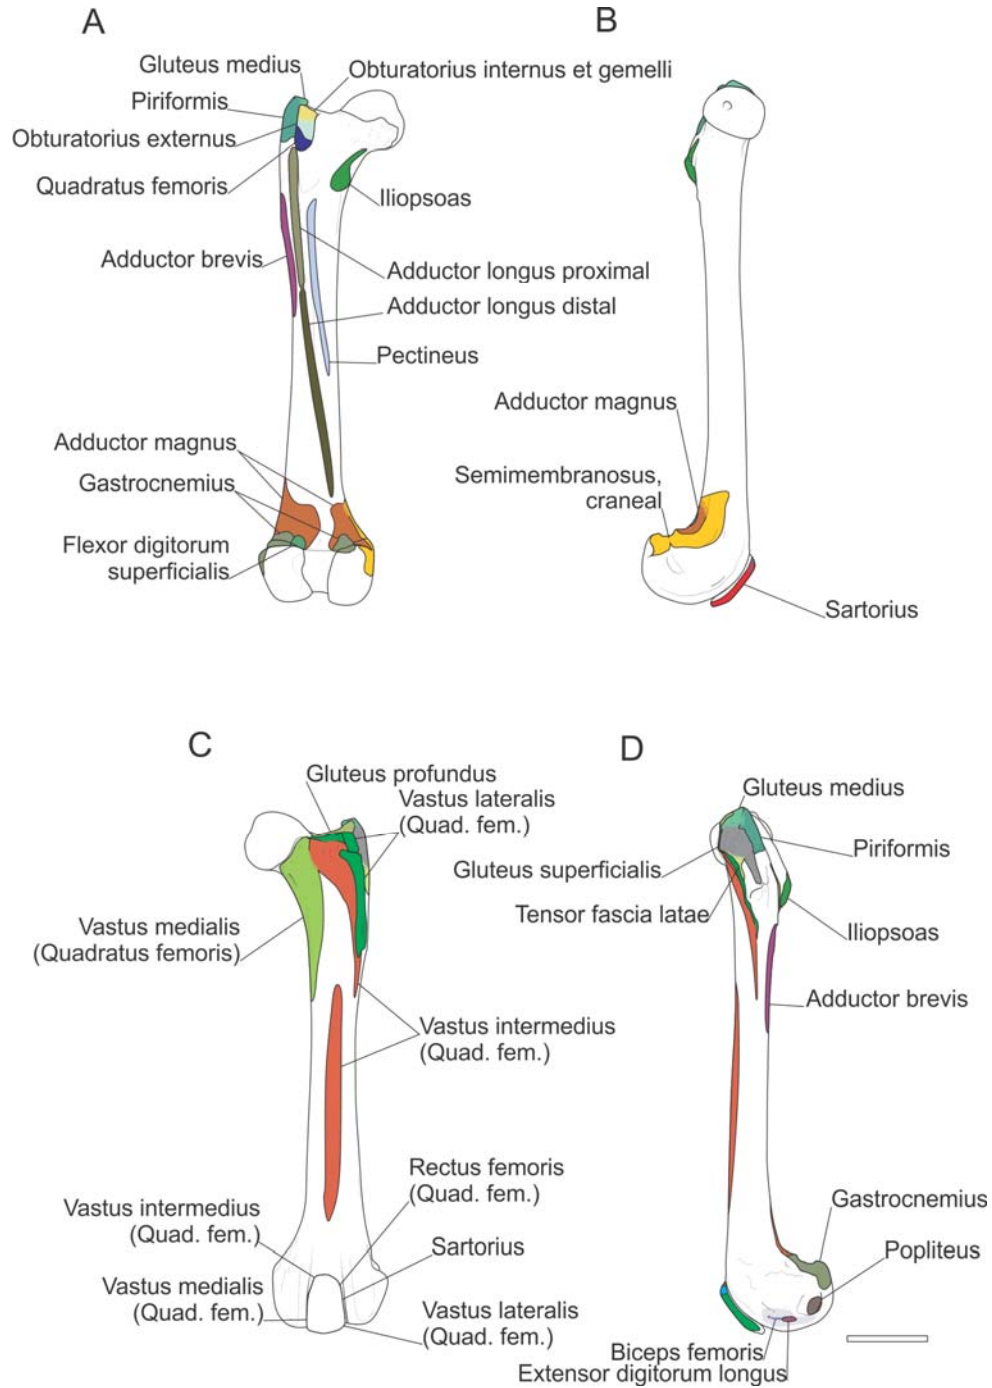 A
Gluteus medius
Obturatorius internus et gemelli
Piriformis
Obturatorius externus
Quadratus femoris
Iliopsoas
Adductor brevis
Adductor longus proximal
Adductor longus distal
Pectineus
Adductor magnus
Gastrocnemius
Flexor digitorum
superficialis
B
Adductor magnus
Semimembranosus,
craneal
Sartorius
C
Gluteus profundus
Vastus lateralis
(Quad. fem.)
Vastus medialis
(Quadratus femoris)
Vastus intermedius
(Quad. fem.)
Rectus femoris
(Quad. fem.)
Vastus intermedius
(Quad. fem.)
Sartorius
Vastus medialis
(Quad. fem.)
Vastus lateralis
(Quad. fem.)
D
Gluteus medius
Piriformis
Gluteus superficialis
Tensor fascia latae
Iliopsoas
Adductor brevis
Gastrocnemius
Popliteus
Biceps femoris
Extensor digitorum longus